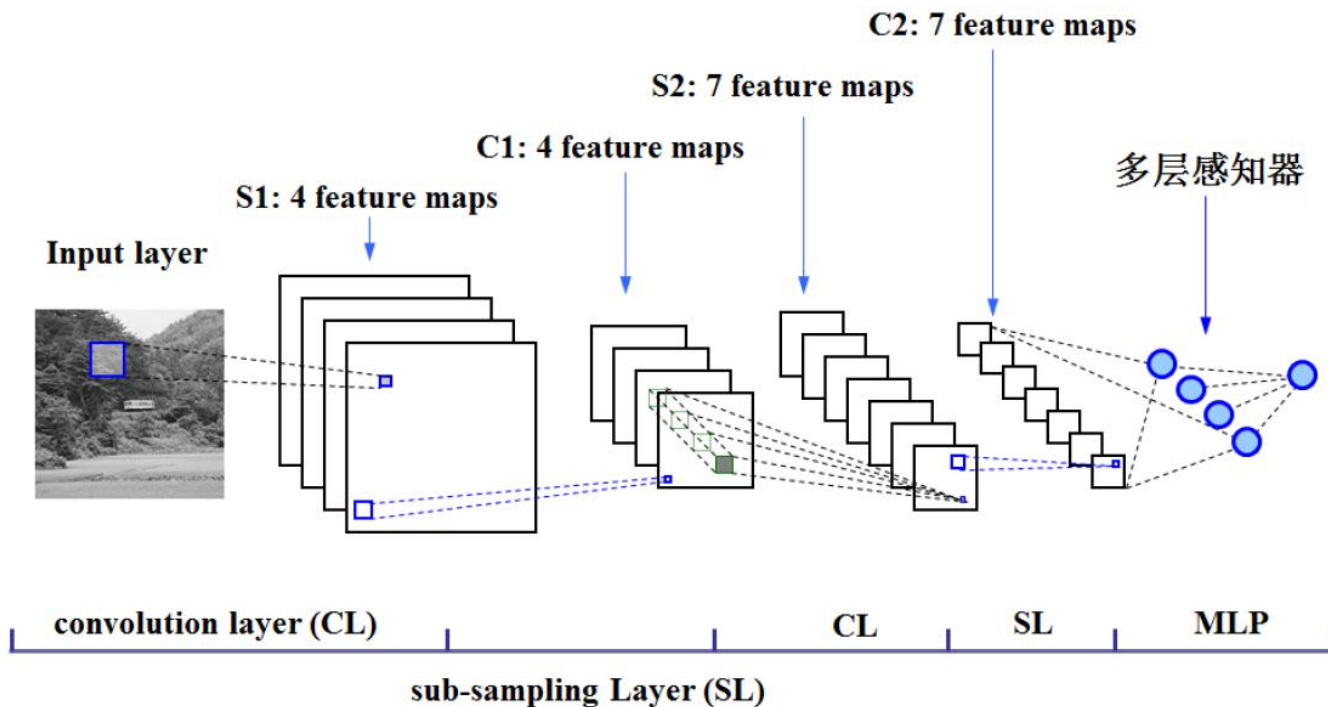 C2: 7 feature maps
S2: 7 feature maps
C1: 4 feature maps
多层感知器
S1: 4 feature maps
Input layer
convolution layer (CL)
CL
SL
MLP
sub-sampling Layer (SL)